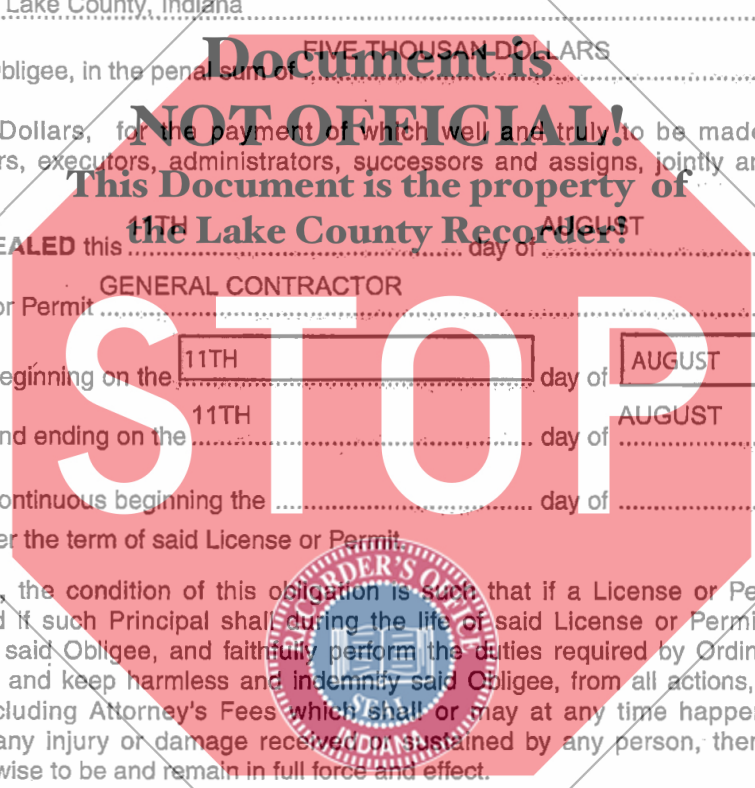 Lake County, Indiana
Document is
FIVE THOUSAN DOLLARS
bligee, in the penal sum of
NOT OFFICIAL!
Dollars, for the payment of which well and truly to be made
rs, executors, administrators, successors and assigns, jointly an
This Document is the property of
the Lake County Recorder!
11TH AUGUST
EALED this day of
GENERAL CONTRACTOR
or Permit
STOP
eginning on the 11TH day of AUGUST
nd ending on the 11TH day of AUGUST
ontinuous beginning the day of
er the term of said License or Permit.
, the condition of this obligation is such that if a License or Pe
d if such Principal shall during the life of said License or Permi
said Obligee, and faithfully perform the duties required by Ordin
and keep harmless and indemnify said Obligee, from all actions,
cluding Attorney's Fees which shall or may at any time happe
any injury or damage received or sustained by any person, ther
wise to be and remain in full force and effect.
RECORDER'S OFFICE
SEAL
INDIANA